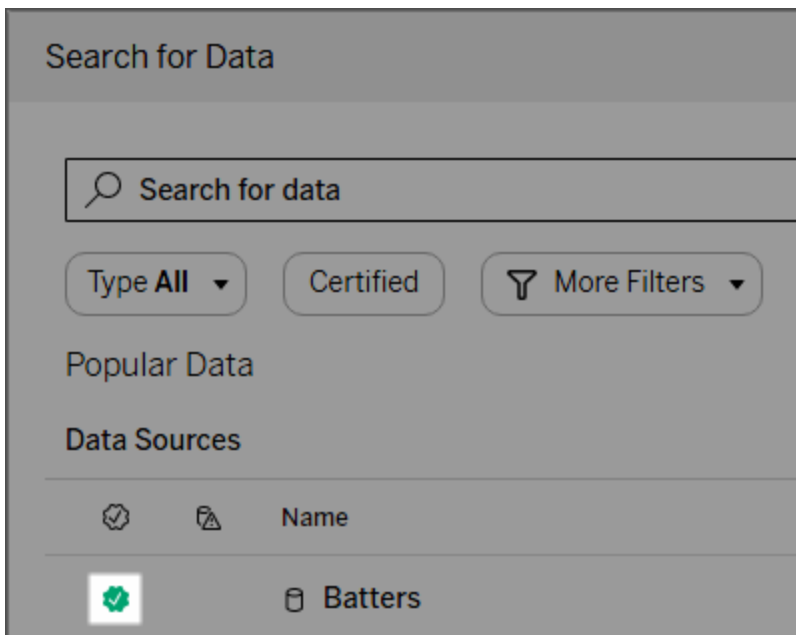 Search for Data
Search for data
Type All Certified More Filters
Popular Data
Data Sources
Name
Batters